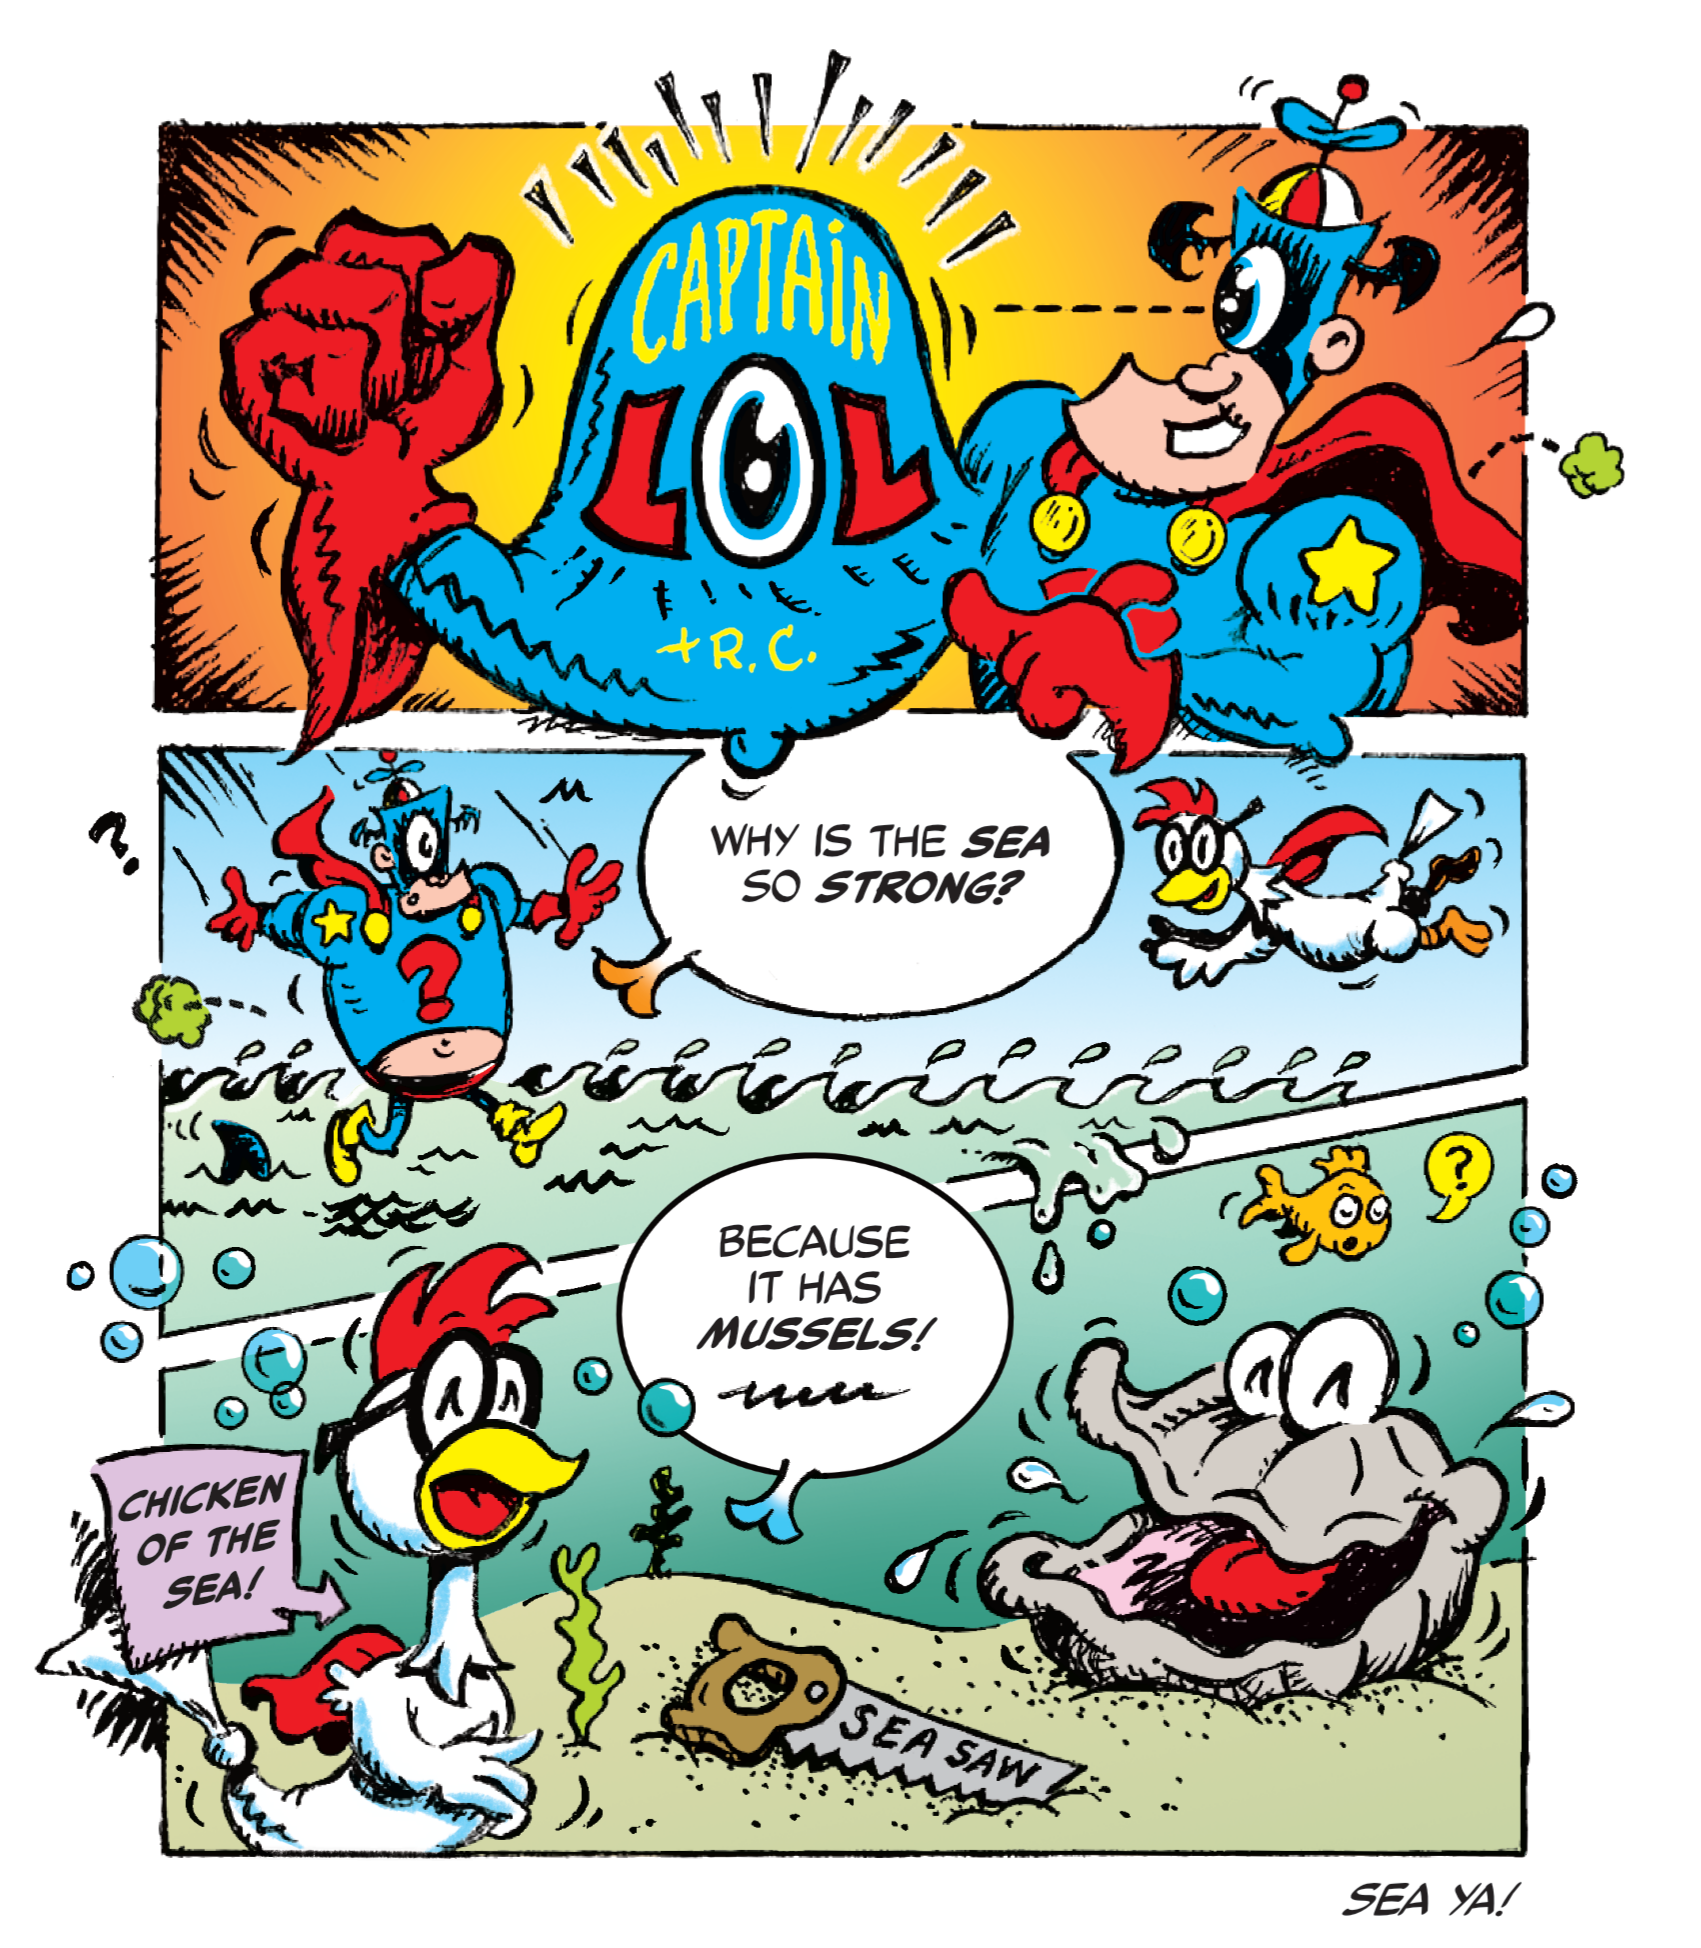 CAPTAiN
LOL
+ R. C.
?
?
WHY IS THE SEA
SO STRONG?
?
BECAUSE
IT HAS
MUSSELS!
CHICKEN
OF THE
SEA!
SEA SAW
SEA YA!